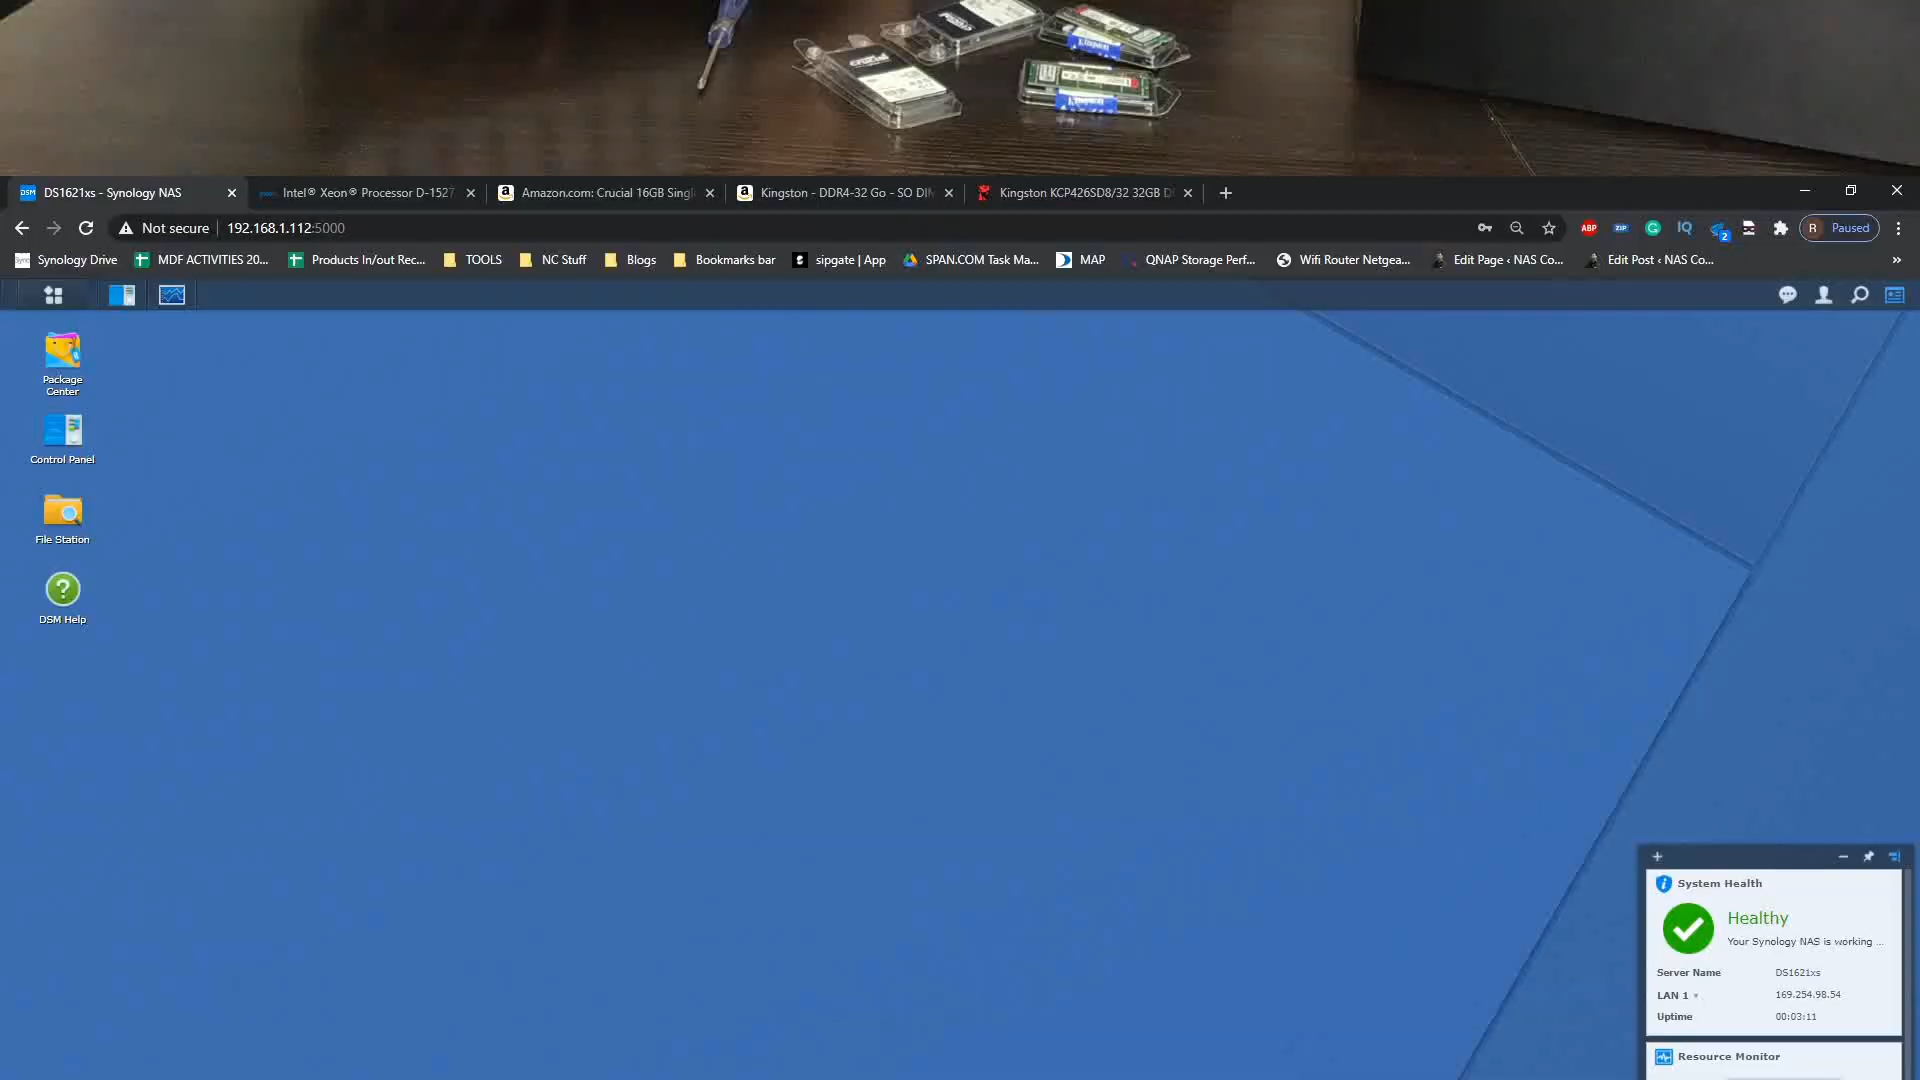 DS1621xs - Synology NAS
Intel® Xeon® Processor D-1527
Amazon.com: Crucial 16GB Singl
Kingston - DDR4-32 Go - SO DIM
Kingston KCP426SD8/32 32GB D
Not secure
192.168.1.112:5000
ABP
ZIP
IQ
2
R
Paused
Synology Drive
MDF ACTIVITIES 20...
Products In/out Rec...
TOOLS
NC Stuff
Blogs
Bookmarks bar
sipgate | App
SPAN.COM Task Ma...
MAP
QNAP Storage Perf...
Wifi Router Netgea...
Edit Page ‹ NAS Co...
Edit Post ‹ NAS Co...
»
Package
Center
Control Panel
File Station
DSM Help
System Health
Healthy
Your Synology NAS is working ...
Server Name DS1621xs
LAN 1 169.254.98.54
Uptime 00:03:11
Resource Monitor